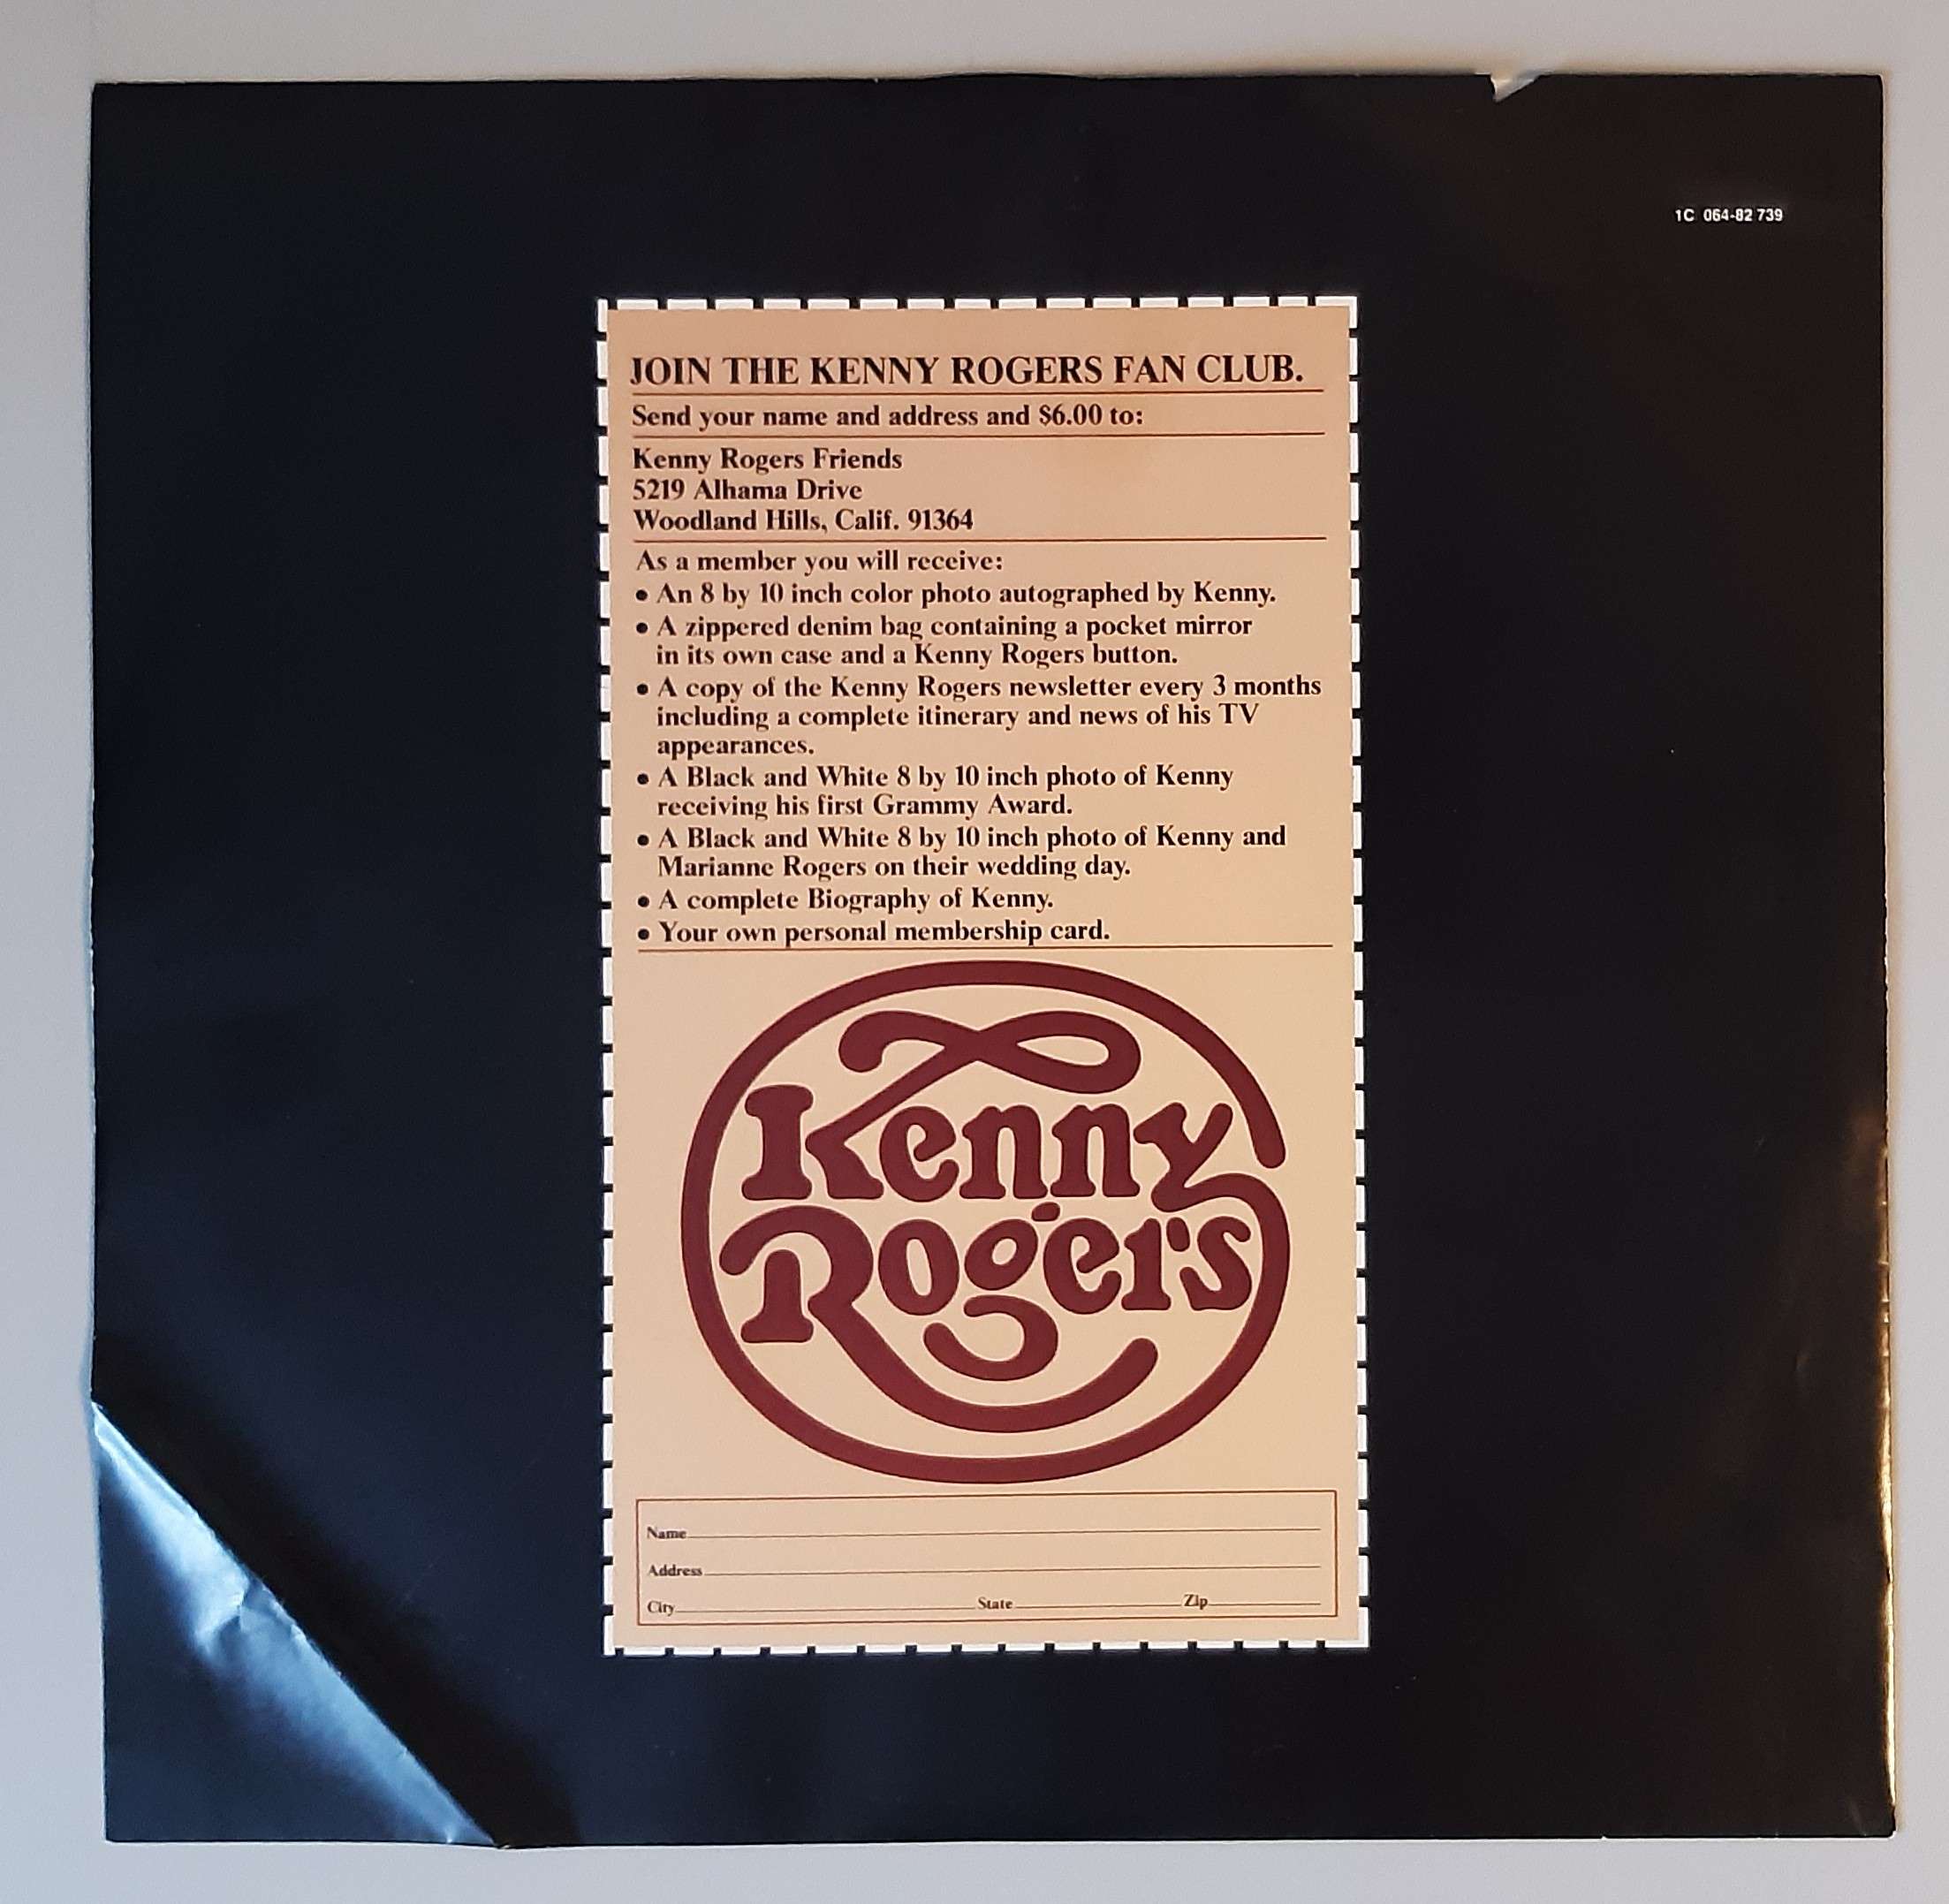 1C 064-82 739
JOIN THE KENNY ROGERS FAN CLUB.
Send your name and address and $6.00 to:
Kenny Rogers Friends
5219 Alhama Drive
Woodland Hills, Calif. 91364
As a member you will receive:
• An 8 by 10 inch color photo autographed by Kenny.
• A zippered denim bag containing a pocket mirror
in its own case and a Kenny Rogers button.
• A copy of the Kenny Rogers newsletter every 3 months
including a complete itinerary and news of his TV
appearances.
• A Black and White 8 by 10 inch photo of Kenny
receiving his first Grammy Award.
• A Black and White 8 by 10 inch photo of Kenny and
Marianne Rogers on their wedding day.
• A complete Biography of Kenny.
• Your own personal membership card.
Kenny
Rogers
Name
Address
City State Zip